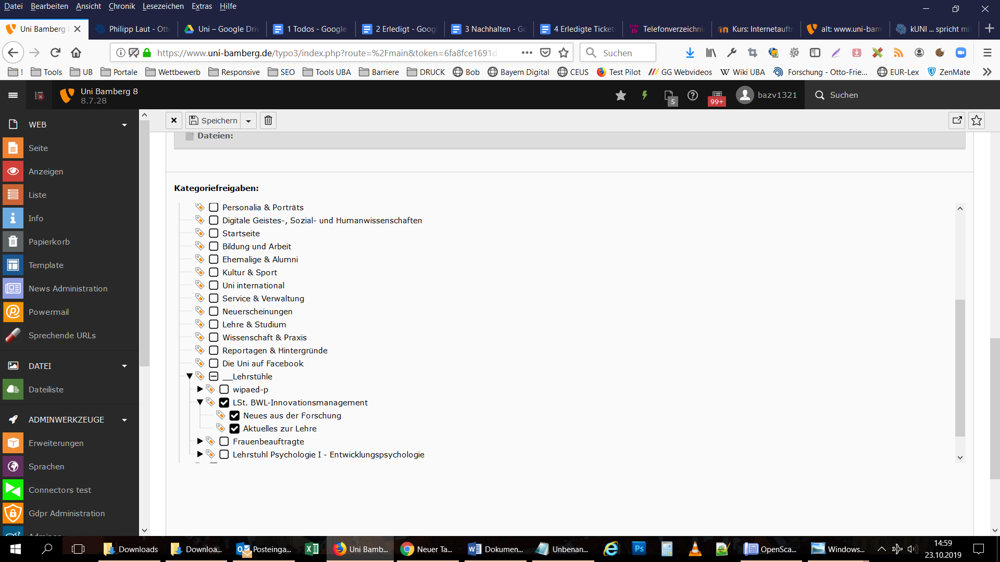 Datei Bearbeiten Ansicht Chronik Lesezeichen Extras Hilfe
Uni Bamberg 8 Philipp Laut - Otto Uni – Google Driv 1 Todos - Google 2 Erledigt - Googl 3 Nachhalten - Go 4 Erledigte Tickets Telefonverzeichnis Kurs: Internetauftr alt: www.uni-bam kUNI ... spricht mit
https://www.uni-bamberg.de/typo3/index.php?route=%2Fmain&token=6fa8fce1691d Suchen
! Tools UB Portale Wettbewerb Responsive SEO Tools UBA Barriere DRUCK Bob Bayern Digital CEUS Test Pilot GG Webvideos Wiki UBA Forschung - Otto-Frie... EUR-Lex ZenMate
Uni Bamberg 8
8.7.28
5 99+ bazv1321 Suchen
WEB
Seite
Anzeigen
Liste
Info
Papierkorb
Template
News Administration
Powermail
Sprechende URLs
DATEI
Dateiliste
ADMINWERKZEUGE
Erweiterungen
Sprachen
Connectors test
Gdpr Administration
Adminer
Speichern
Dateien:
Kategoriefreigaben:
Personalia & Porträts
Digitale Geistes-, Sozial- und Humanwissenschaften
Startseite
Bildung und Arbeit
Ehemalige & Alumni
Kultur & Sport
Uni international
Service & Verwaltung
Neuerscheinungen
Lehre & Studium
Wissenschaft & Praxis
Reportagen & Hintergründe
Die Uni auf Facebook
__Lehrstühle
wipaed-p
LSt. BWL-Innovationsmanagement
Neues aus der Forschung
Aktuelles zur Lehre
Frauenbeauftragte
Lehrstuhl Psychologie I - Entwicklungspsychologie
Downloads Downloa... Posteinga... Uni Bamb... Neuer Ta... Dokumen... Unbenan... Ps OpenSca... Windows...
14:59
23.10.2019